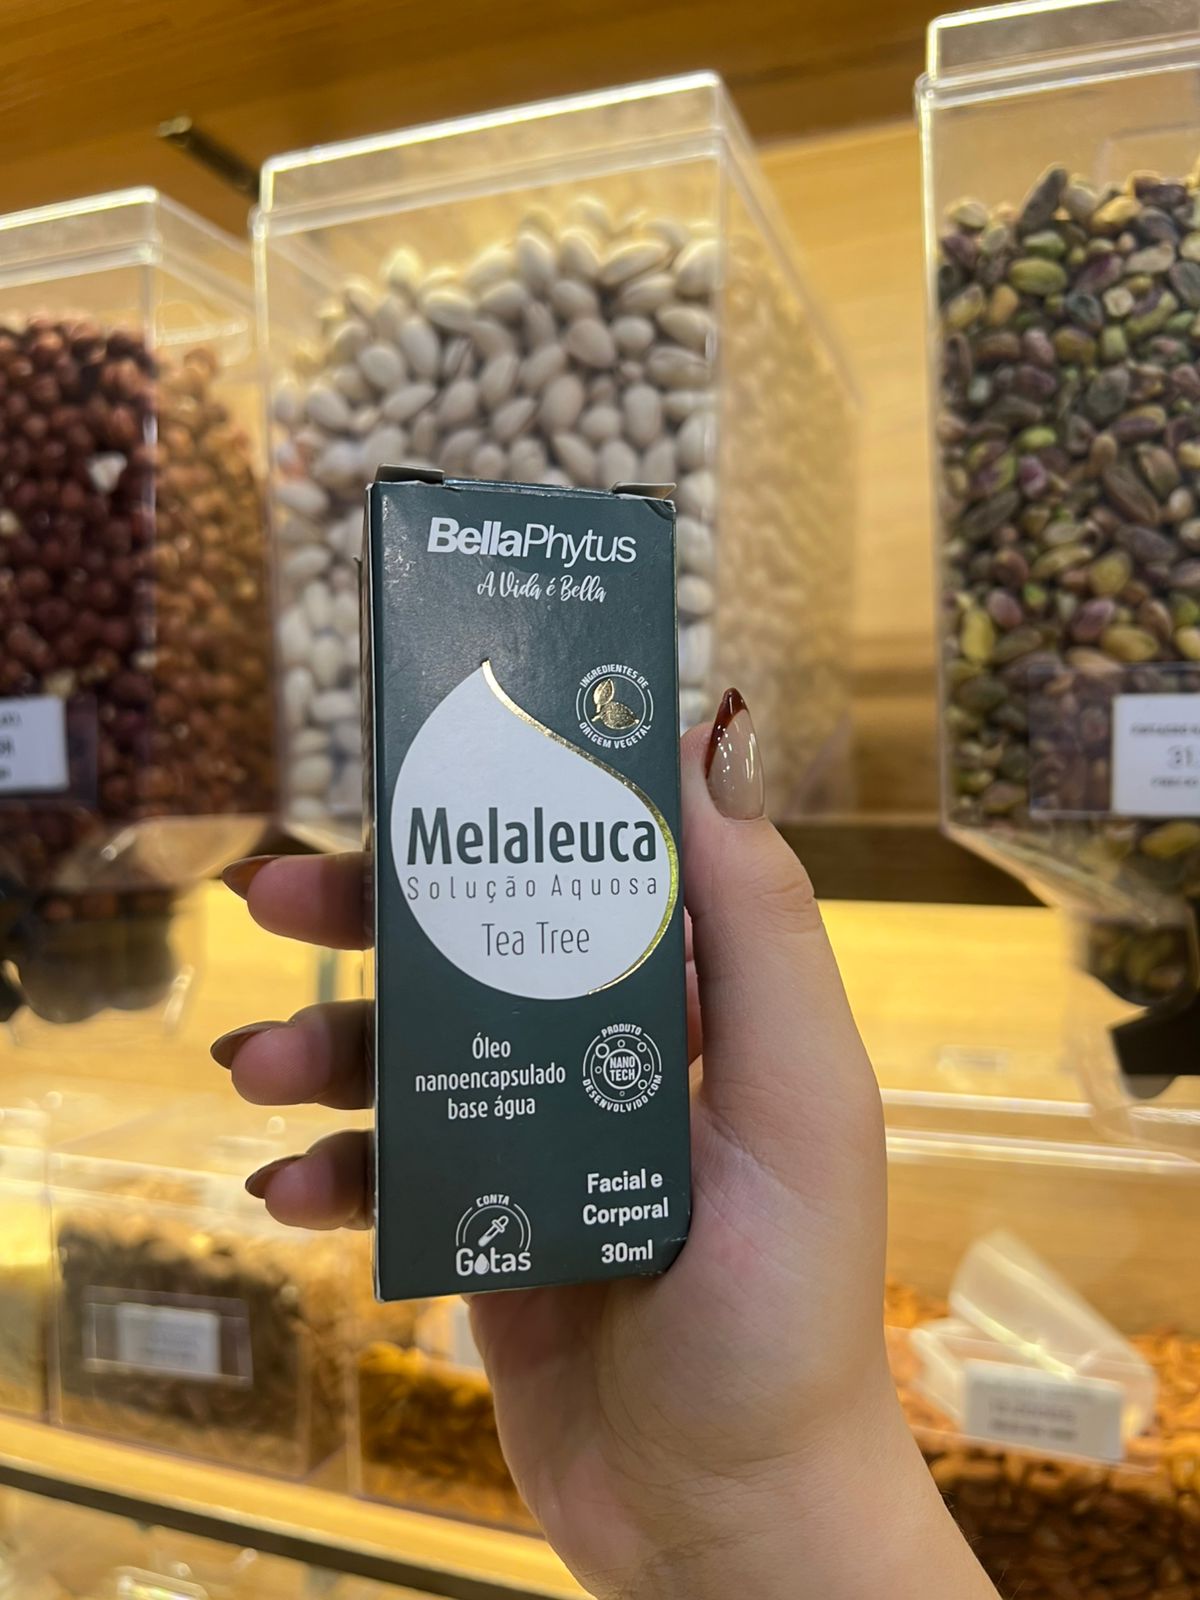 BellaPhytus
A Vida é Bella
INGREDIENTES DE
ORIGEM VEGETAL
Melaleuca
Solução Aquosa
Tea Tree
Óleo
nanoencapsulado
base água
PRODUTO
NANO
TECH
DESENVOLVIDO COM
CONTA
Gotas
Facial e
Corporal
30ml
31